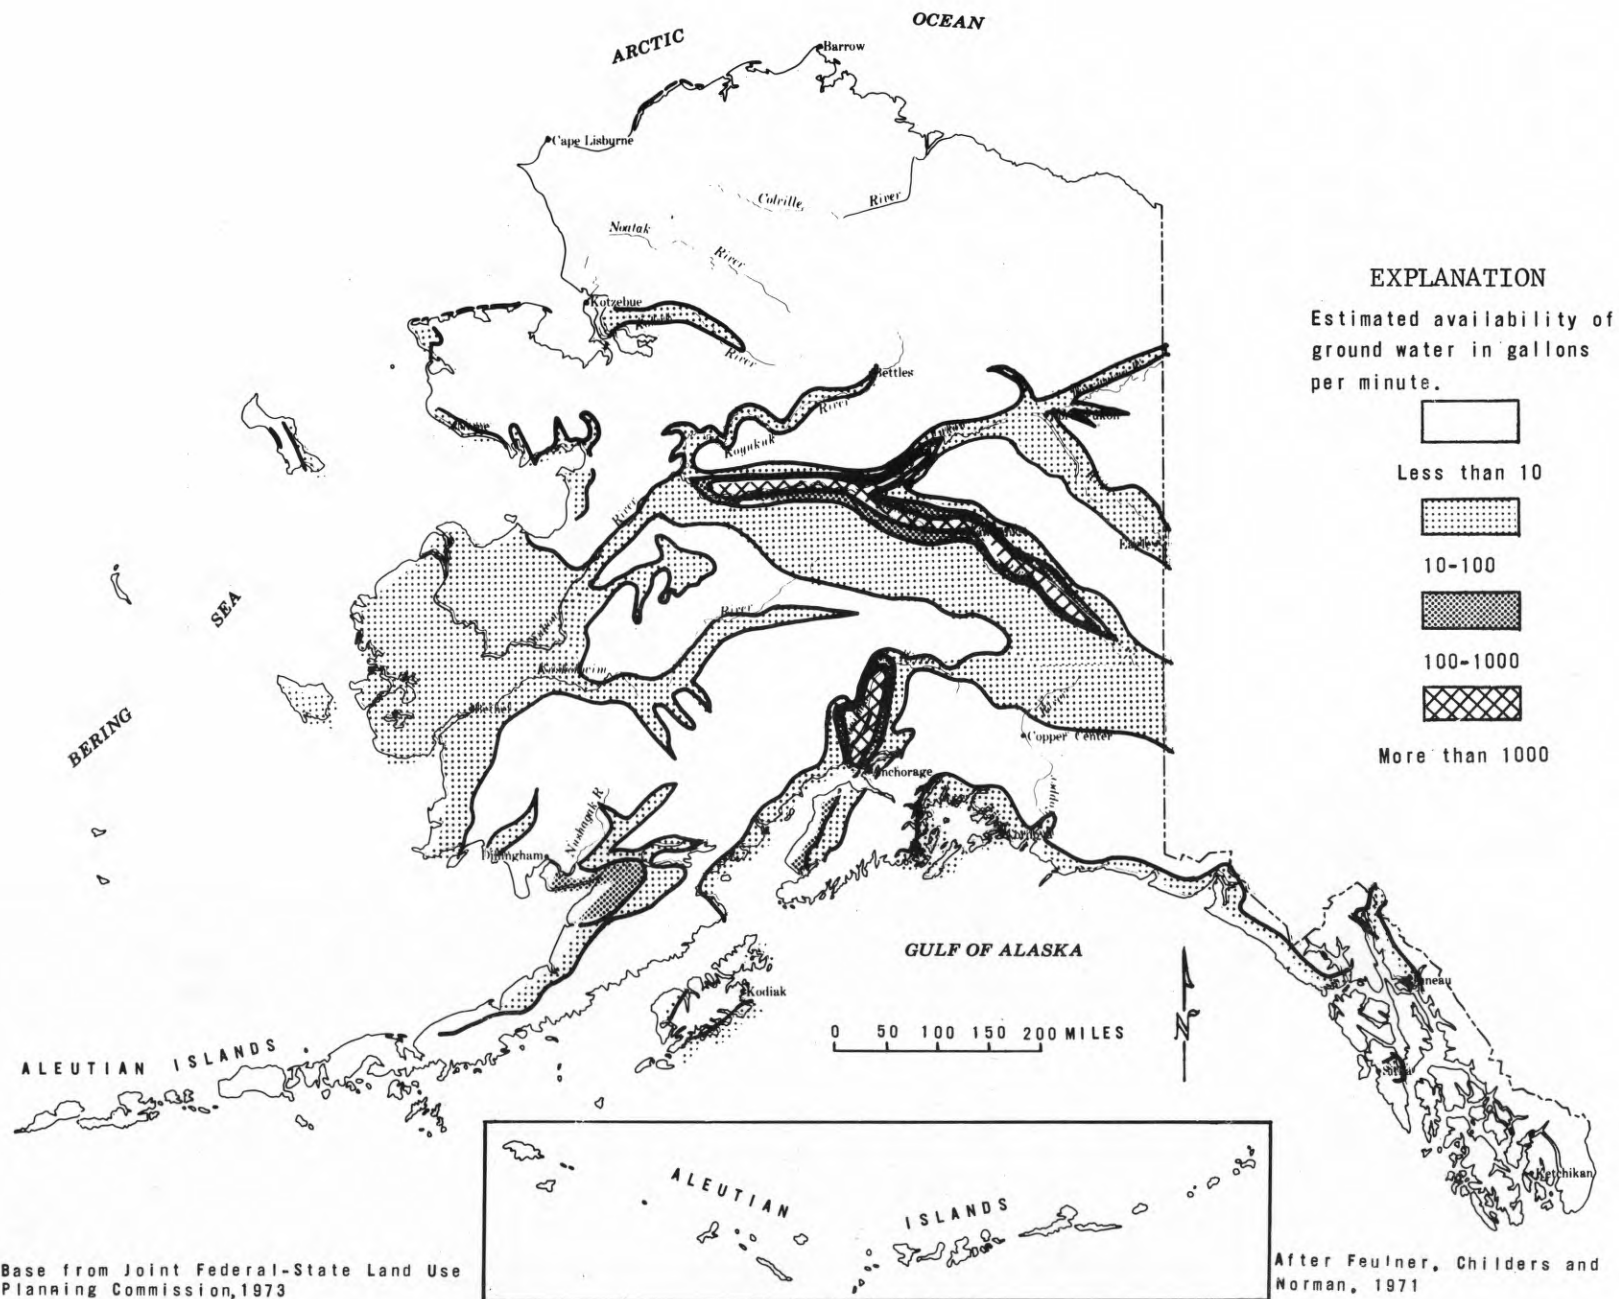 ARCTIC
OCEAN
Barrow
Cape Lisburne
Colville
River
Noatak
River
Kotzebue
River
Bettles
River
Koyukuk
River
River
Kuskokwim
Bethel
Copper Center
Anchorage
Nushagak R
Dillingham
Juneau
Kodiak
Sitka
Ketchikan
SEA
BERING
GULF OF ALASKA
N
0 50 100 150 200 MILES
ALEUTIAN ISLANDS
ALEUTIAN
ISLANDS
EXPLANATION
Estimated availability of
ground water in gallons
per minute.
Less than 10
10-100
100-1000
More than 1000
Base from Joint Federal-State Land Use
Planning Commission,1973
After Feulner, Childers and
Norman, 1971